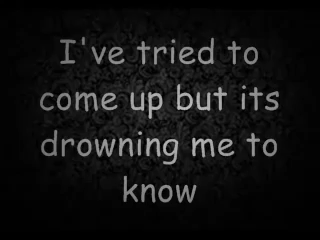 I've tried to
come up but its
drowning me to
know